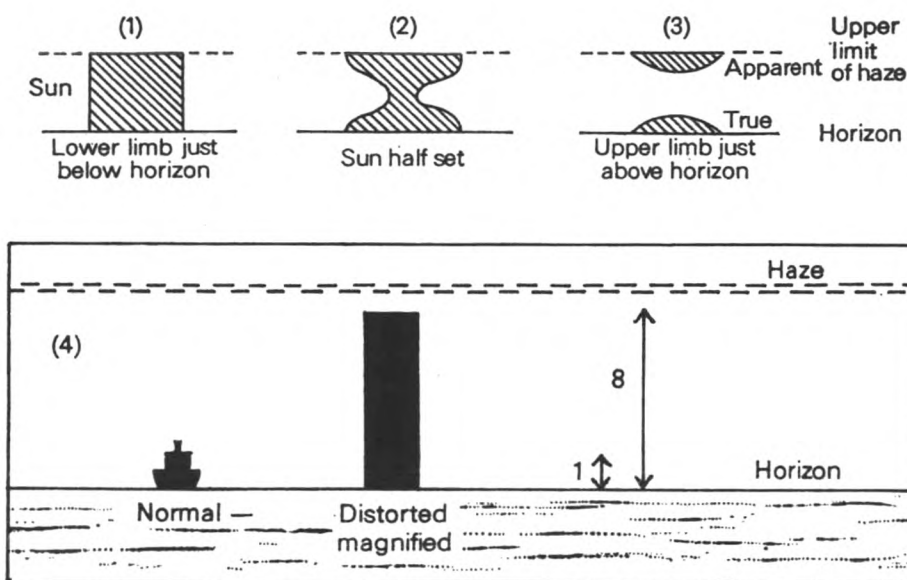 (1)
(2)
(3)
Upper
limit
of haze
Apparent
Sun
True
Horizon
Lower limb just
below horizon
Sun half set
Upper limb just
above horizon
Haze
(4)
8
1
Horizon
Normal —
Distorted
magnified